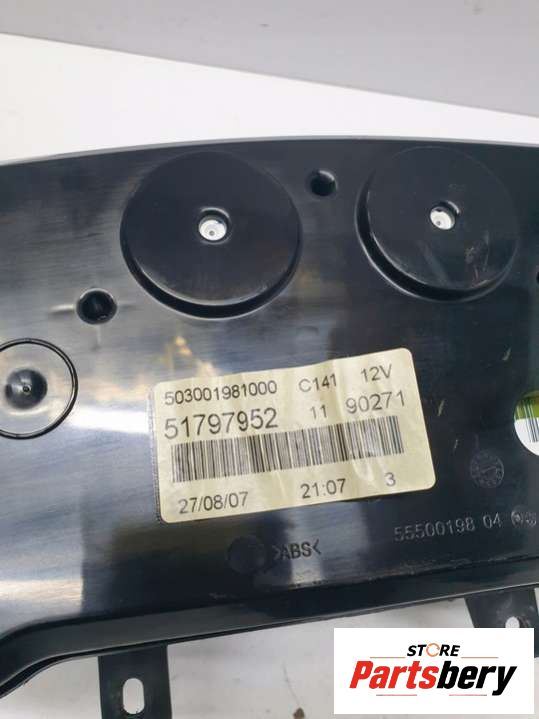 503001981000 C141 12V
51797952 11 90271
27/08/07 21:07 3
55500198 04
>ABS<
STORE
Partsbery